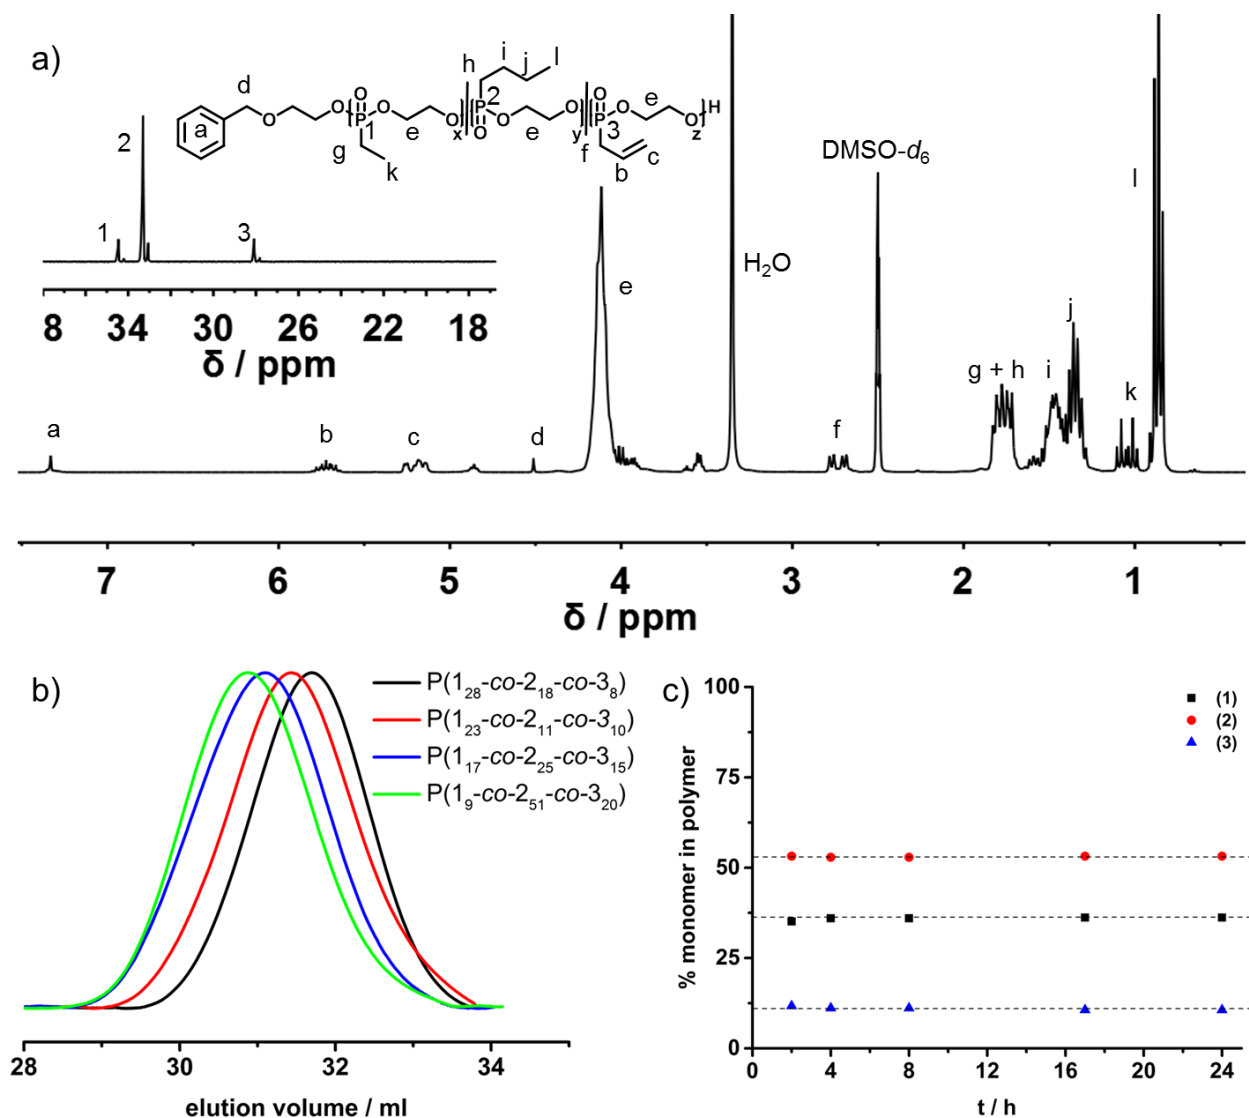 a)
d
a
O
O
O
P
1
O
g
k
O
e
O
x
h
i
j
l
P
2
O
O
e
O
y
O
P
3
O
f
b
c
e
O
H
z
1
2
3
8 34 30 26 22 18
δ / ppm
a
b
c
d
e
H₂O
f
DMSO-d₆
g + h
i
j
k
l
7 6 5 4 3 2 1
δ / ppm
b)
P(1₂₈-co-2₁₈-co-3₈)
P(1₂₃-co-2₁₁-co-3₁₀)
P(1₁₇-co-2₂₅-co-3₁₅)
P(1₉-co-2₅₁-co-3₂₀)
28 30 32 34
elution volume / ml
c)
(1)
(2)
(3)
100
75
50
25
0
% monomer in polymer
0 4 8 12 16 20 24
t / h